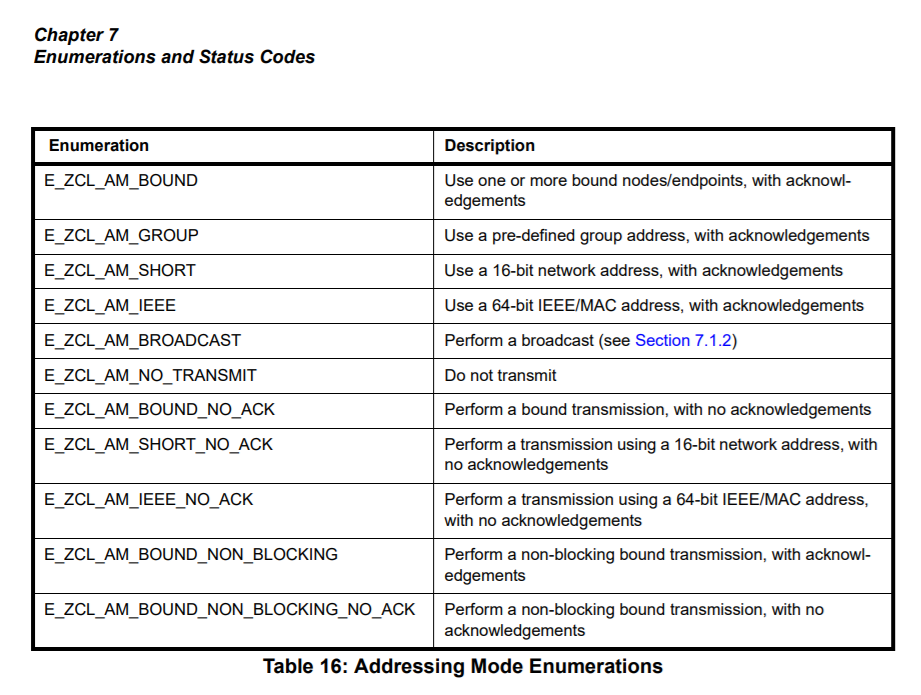 Chapter 7
Enumerations and Status Codes
Enumeration Description
E_ZCL_AM_BOUND Use one or more bound nodes/endpoints, with acknowl-
edgements
E_ZCL_AM_GROUP Use a pre-defined group address, with acknowledgements
E_ZCL_AM_SHORT Use a 16-bit network address, with acknowledgements
E_ZCL_AM_IEEE Use a 64-bit IEEE/MAC address, with acknowledgements
E_ZCL_AM_BROADCAST Perform a broadcast (see Section 7.1.2)
E_ZCL_AM_NO_TRANSMIT Do not transmit
E_ZCL_AM_BOUND_NO_ACK Perform a bound transmission, with no acknowledgements
E_ZCL_AM_SHORT_NO_ACK Perform a transmission using a 16-bit network address, with
no acknowledgements
E_ZCL_AM_IEEE_NO_ACK Perform a transmission using a 64-bit IEEE/MAC address,
with no acknowledgements
E_ZCL_AM_BOUND_NON_BLOCKING Perform a non-blocking bound transmission, with acknowl-
edgements
E_ZCL_AM_BOUND_NON_BLOCKING_NO_ACK Perform a non-blocking bound transmission, with no
acknowledgements
Table 16: Addressing Mode Enumerations